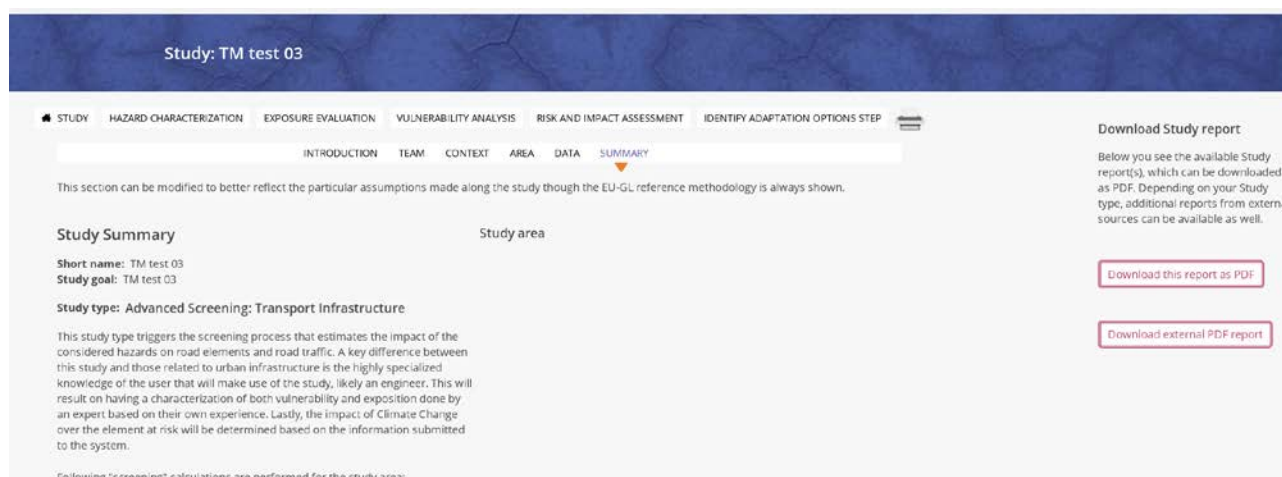 Study: TM test 03
STUDY HAZARD CHARACTERIZATION EXPOSURE EVALUATION VULNERABILITY ANALYSIS RISK AND IMPACT ASSESSMENT IDENTIFY ADAPTATION OPTIONS STEP
INTRODUCTION TEAM CONTEXT AREA DATA SUMMARY
This section can be modified to better reflect the particular assumptions made along the study though the EU-GL reference methodology is always shown.
Study Summary
Short name: TM test 03
Study goal: TM test 03
Study type: Advanced Screening: Transport Infrastructure
This study type triggers the screening process that estimates the impact of the
considered hazards on road elements and road traffic. A key difference between
this study and those related to urban infrastructure is the highly specialized
knowledge of the user that will make use of the study, likely an engineer. This will
result on having a characterization of both vulnerability and exposition done by
an expert based on their own experience. Lastly, the impact of Climate Change
over the element at risk will be determined based on the information submitted
to the system.
Following "screening" calculations are performed for the study area:
Study area
Download Study report
Below you see the available Study
report(s), which can be downloaded
as PDF. Depending on your Study
type, additional reports from extern
sources can be available as well.
Download this report as PDF
Download external PDF report